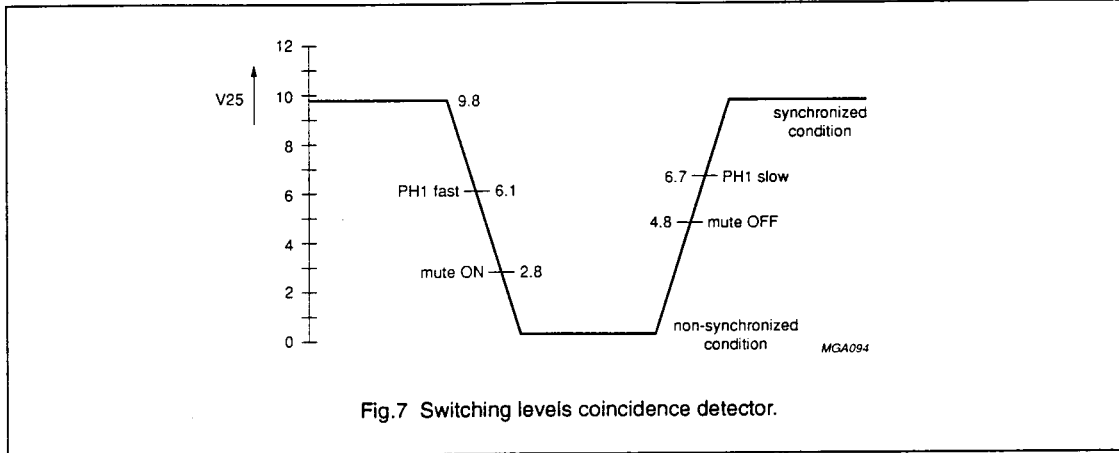 12
V25
10
9.8
synchronized
condition
8
6.7
PH1 slow
PH1 fast
6.1
6
4.8
mute OFF
4
mute ON
2.8
2
non-synchronized
condition
0
MGA094
Fig.7 Switching levels coincidence detector.